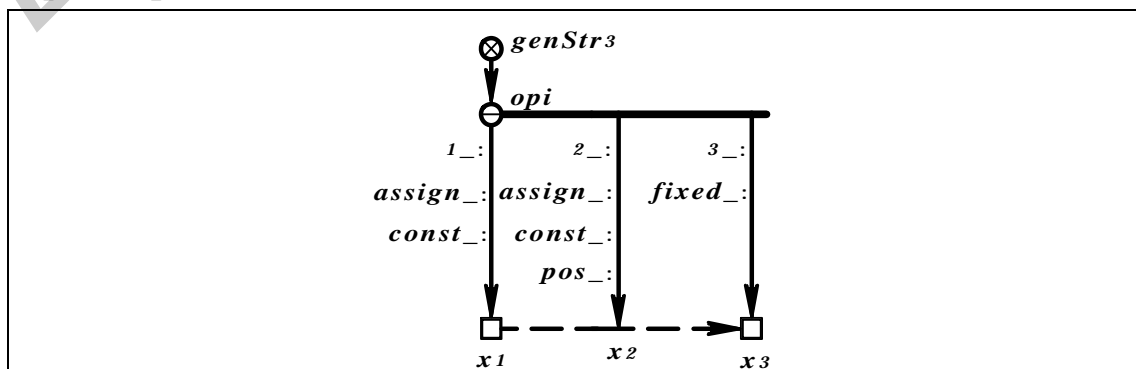 genStr3
opi
1_: 2_: 3_:
assign_: assign_: fixed_:
const_: const_:
pos_:
x1 x2 x3